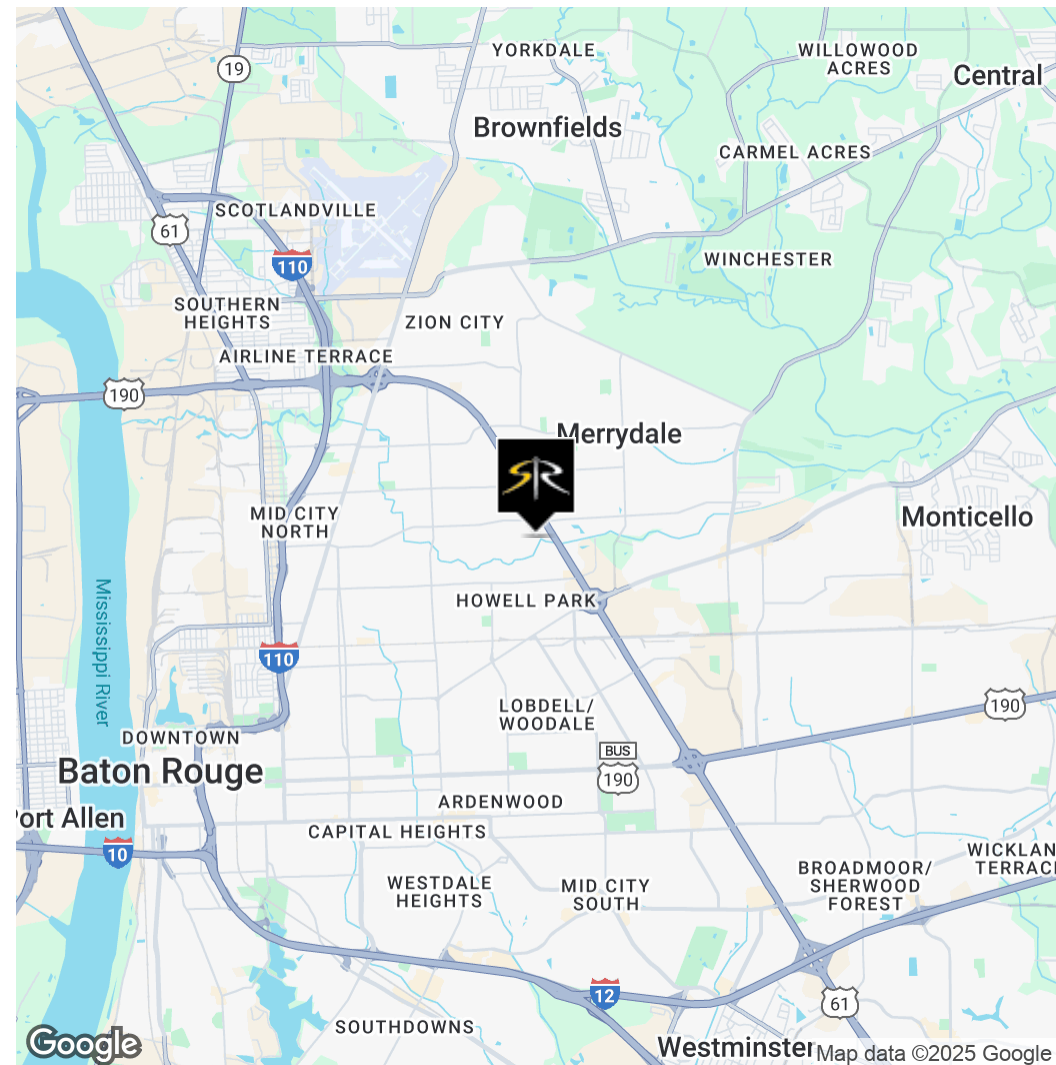 YORKDALE
WILLOWOOD
ACRES
Central
19
Brownfields
CARMEL ACRES
SCOTLANDVILLE
61
110
WINCHESTER
SOUTHERN
HEIGHTS
ZION CITY
AIRLINE TERRACE
190
Merrydale
SR
MID CITY
NORTH
Monticello
Mississippi River
HOWELL PARK
110
LOBDELL/
WOODALE
190
DOWNTOWN
BUS
190
Baton Rouge
ARDENWOOD
Port Allen
CAPITAL HEIGHTS
10
WESTDALE
HEIGHTS
MID CITY
SOUTH
BROADMOOR/
SHERWOOD
FOREST
WICKLAN
TERRACE
12
61
SOUTHDOWNS
Google
Westminster
Map data ©2025 Google